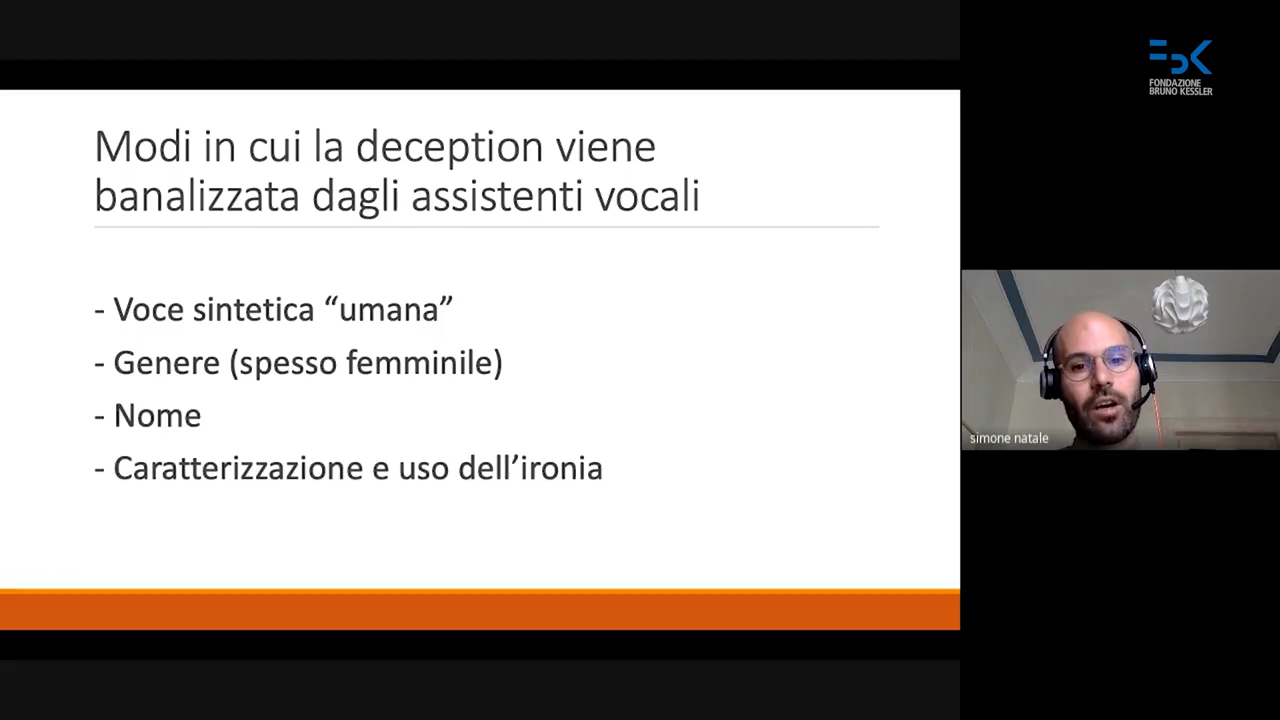 Modi in cui la deception viene
banalizzata dagli assistenti vocali
- Voce sintetica “umana”
- Genere (spesso femminile)
- Nome
- Caratterizzazione e uso dell’ironia
FBK
FONDAZIONE
BRUNO KESSLER
simone natale